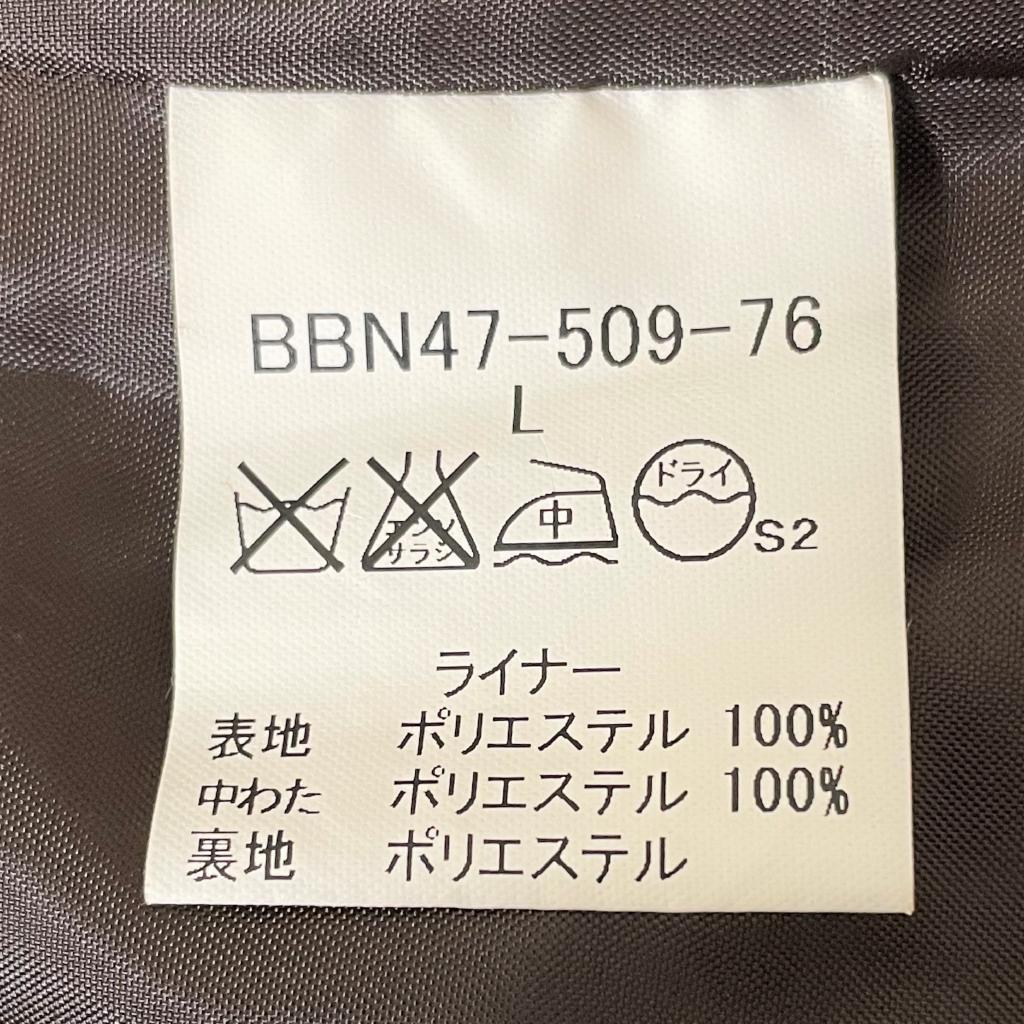 BBN47-509-76
L
エンソ
サラシ
中
ドライ
S2
ライナー
表地 ポリエステル 100%
中わた ポリエステル 100%
裏地 ポリエステル